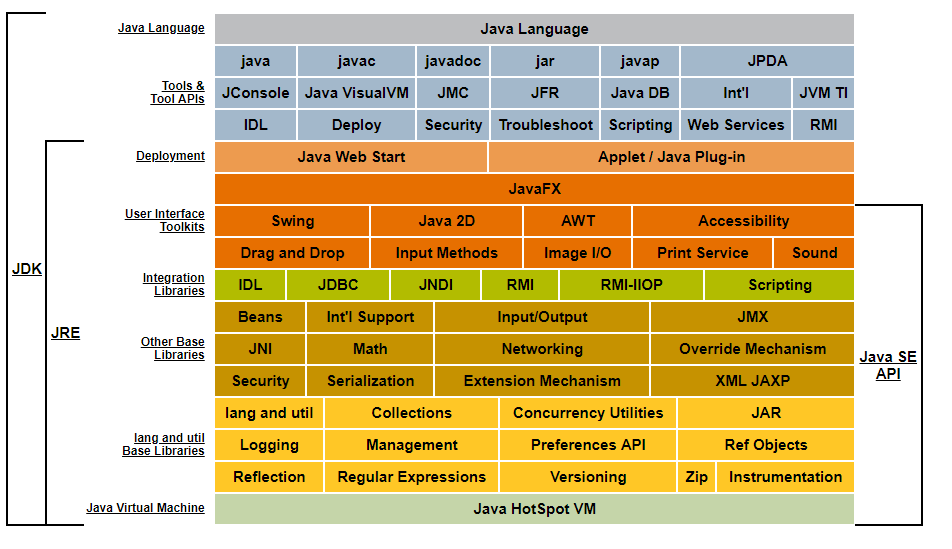 Java Language Java Language
java javac javadoc jar javap JPDA
Tools &
Tool APIs
JConsole Java VisualVM JMC JFR Java DB Int'l JVM TI
IDL Deploy Security Troubleshoot Scripting Web Services RMI
Deployment Java Web Start Applet / Java Plug-in
JavaFX
User Interface
Toolkits
Swing Java 2D AWT Accessibility
Drag and Drop Input Methods Image I/O Print Service Sound
JDK
Integration
Libraries
IDL JDBC JNDI RMI RMI-IIOP Scripting
Beans Int'l Support Input/Output JMX
JRE
Other Base
Libraries
JNI Math Networking Override Mechanism
Java SE
API
Security Serialization Extension Mechanism XML JAXP
lang and util Collections Concurrency Utilities JAR
lang and util
Base Libraries
Logging Management Preferences API Ref Objects
Reflection Regular Expressions Versioning Zip Instrumentation
Java Virtual Machine Java HotSpot VM